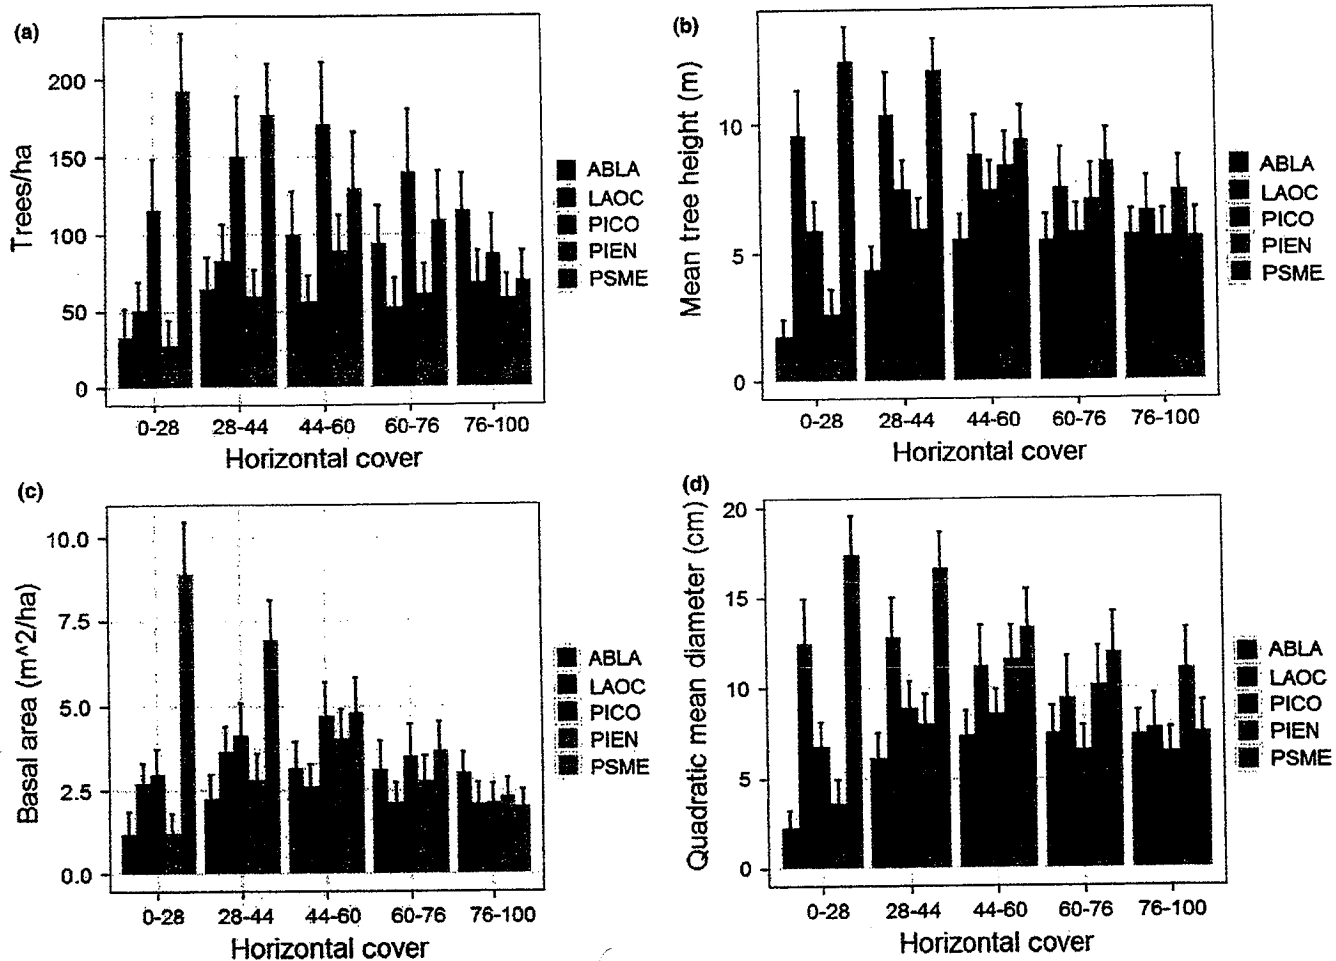 (a)
Trees/ha
200
150
100
50
0
0-28 28-44 44-60 60-76 76-100
Horizontal cover
ABLA
LAOC
PICO
PIEN
PSME
(b)
Mean tree height (m)
10
5
0
0-28 28-44 44-60 60-76 76-100
Horizontal cover
ABLA
LAOC
PICO
PIEN
PSME
(c)
Basal area (m^2/ha)
10.0
7.5
5.0
2.5
0.0
0-28 28-44 44-60 60-76 76-100
Horizontal cover
ABLA
LAOC
PICO
PIEN
PSME
(d)
Quadratic mean diameter (cm)
20
15
10
5
0
0-28 28-44 44-60 60-76 76-100
Horizontal cover
ABLA
LAOC
PICO
PIEN
PSME